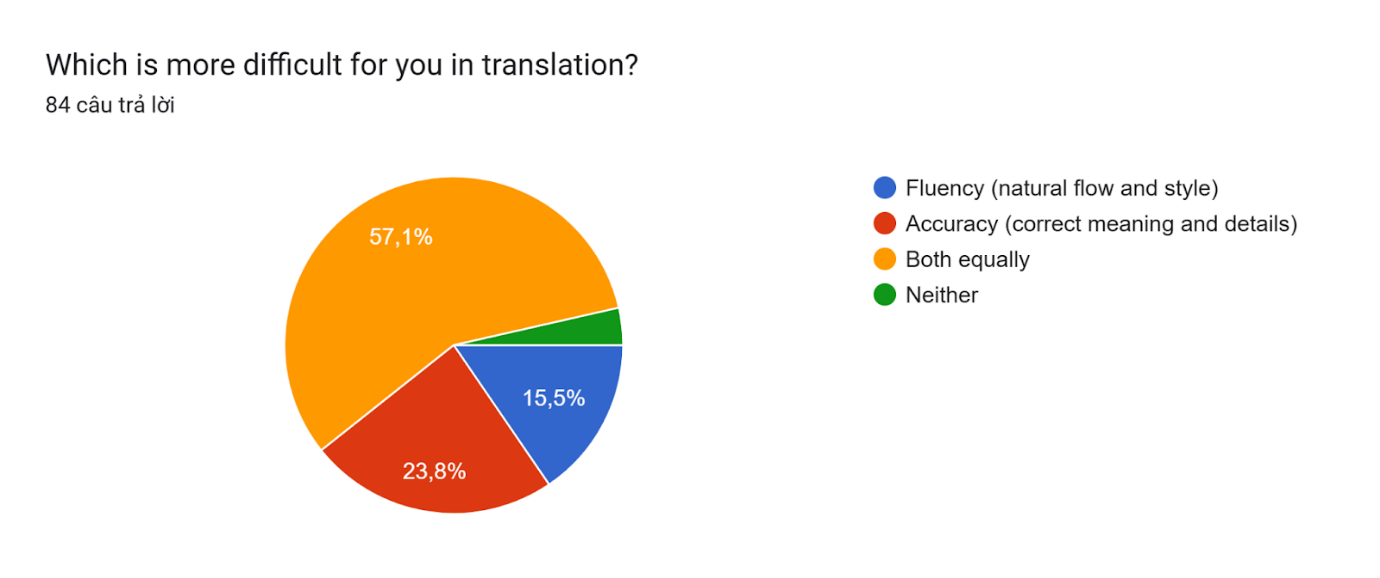 Which is more difficult for you in translation?
84 câu trả lời
57,1%
15,5%
23,8%
Fluency (natural flow and style)
Accuracy (correct meaning and details)
Both equally
Neither